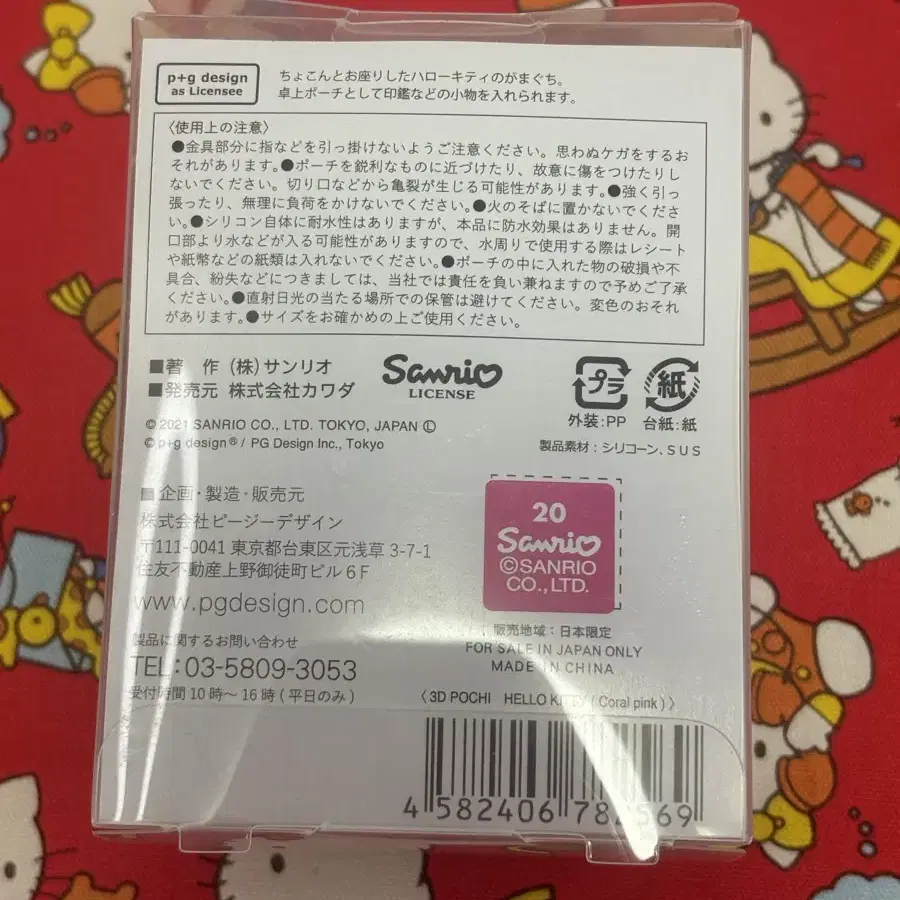 p+g design
as Licensee
ちょこんとお座りしたハローキティのがまぐち。
卓上ポーチとして印鑑などの小物を入れられます。
〈使用上の注意〉
●金具部分に指などを引っ掛けないようご注意ください。思わぬケガをするお
それがあります。●ポーチを鋭利なものに近づけたり、故意に傷をつけたりし
ないでください。切り口などから亀裂が生じる可能性があります。●強く引っ
張ったり、無理に負荷をかけないでください。●火のそばに置かないでくださ
い。●シリコン自体に耐水性はありますが、本品に防水効果はありません。開
口部より水などが入る可能性がありますので、水周りで使用する際はレシート
や紙幣などの紙類は入れないでください。●ポーチの中に入れた物の破損や不
具合、紛失などにつきましては、当社では責任を負い兼ねますので予めご了承
ください。●直射日光の当たる場所での保管は避けてください。変色のおそれ
があります。●サイズをお確かめの上ご使用ください。
■著 作 (株)サンリオ
■発売元 株式会社カワダ
Sanrio
LICENSE
プラ
外装:PP
紙
台紙:紙
©2021 SANRIO CO., LTD. TOKYO, JAPAN Ⓛ
© p+g design® / PG Design Inc., Tokyo
製品素材:シリコーン、SUS
■企画・製造・販売元
株式会社ピージーデザイン
〒111-0041 東京都台東区元浅草 3-7-1
住友不動産上野御徒町ビル 6F
www.pgdesign.com
20
Sanrio
©SANRIO
CO., LTD.
製品に関するお問い合わせ
TEL:03-5809-3053
受付時間 10時~16時(平日のみ)
販売地域:日本限定
FOR SALE IN JAPAN ONLY
MADE IN CHINA
〈 3D POCHI HELLO KITTY ( Coral pink ) 〉